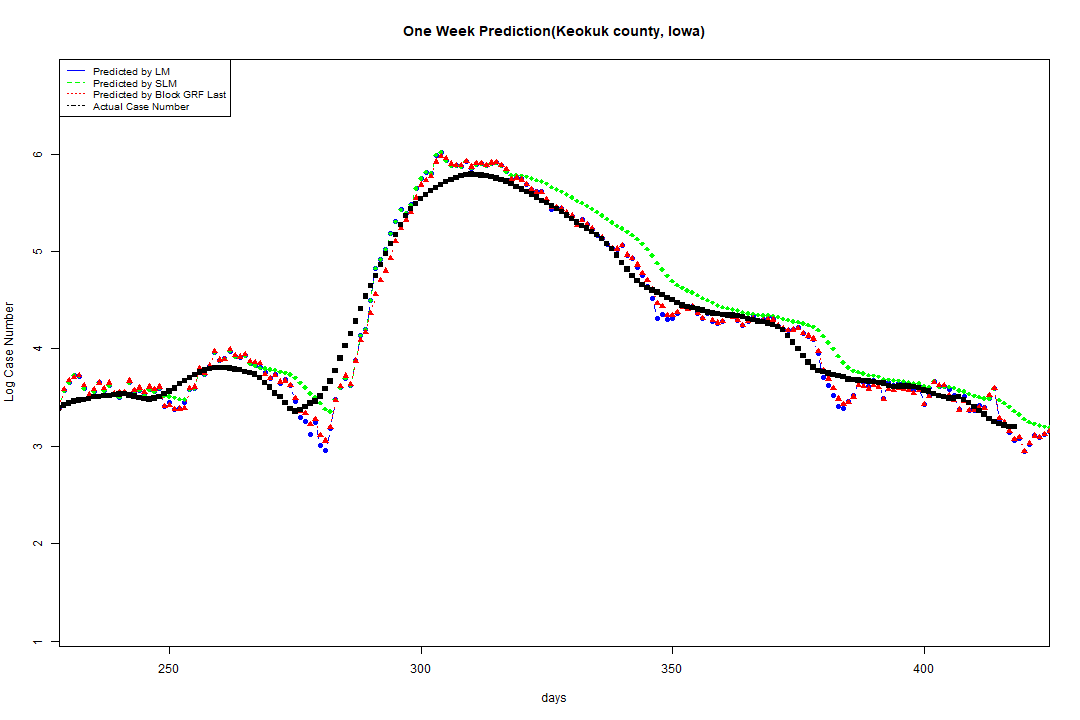 One Week Prediction(Keokuk county, Iowa)
Predicted by LM
Predicted by SLM
Predicted by Block GRF Last
Actual Case Number
Log Case Number
6
5
4
3
2
1
250 300 350 400
days